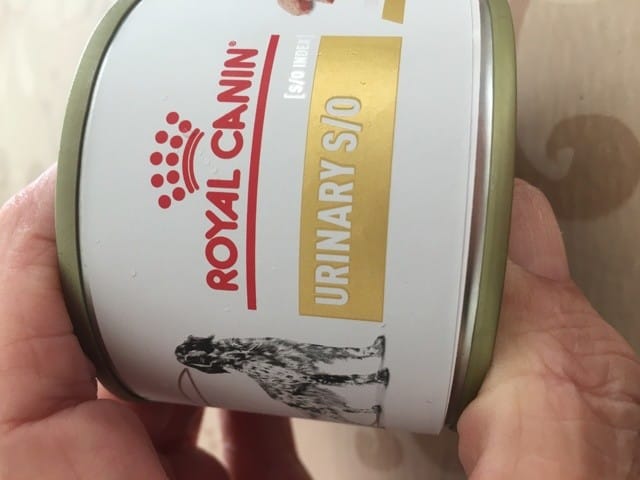 ROYAL CANIN®
[S/O INDEX]
URINARY S/O